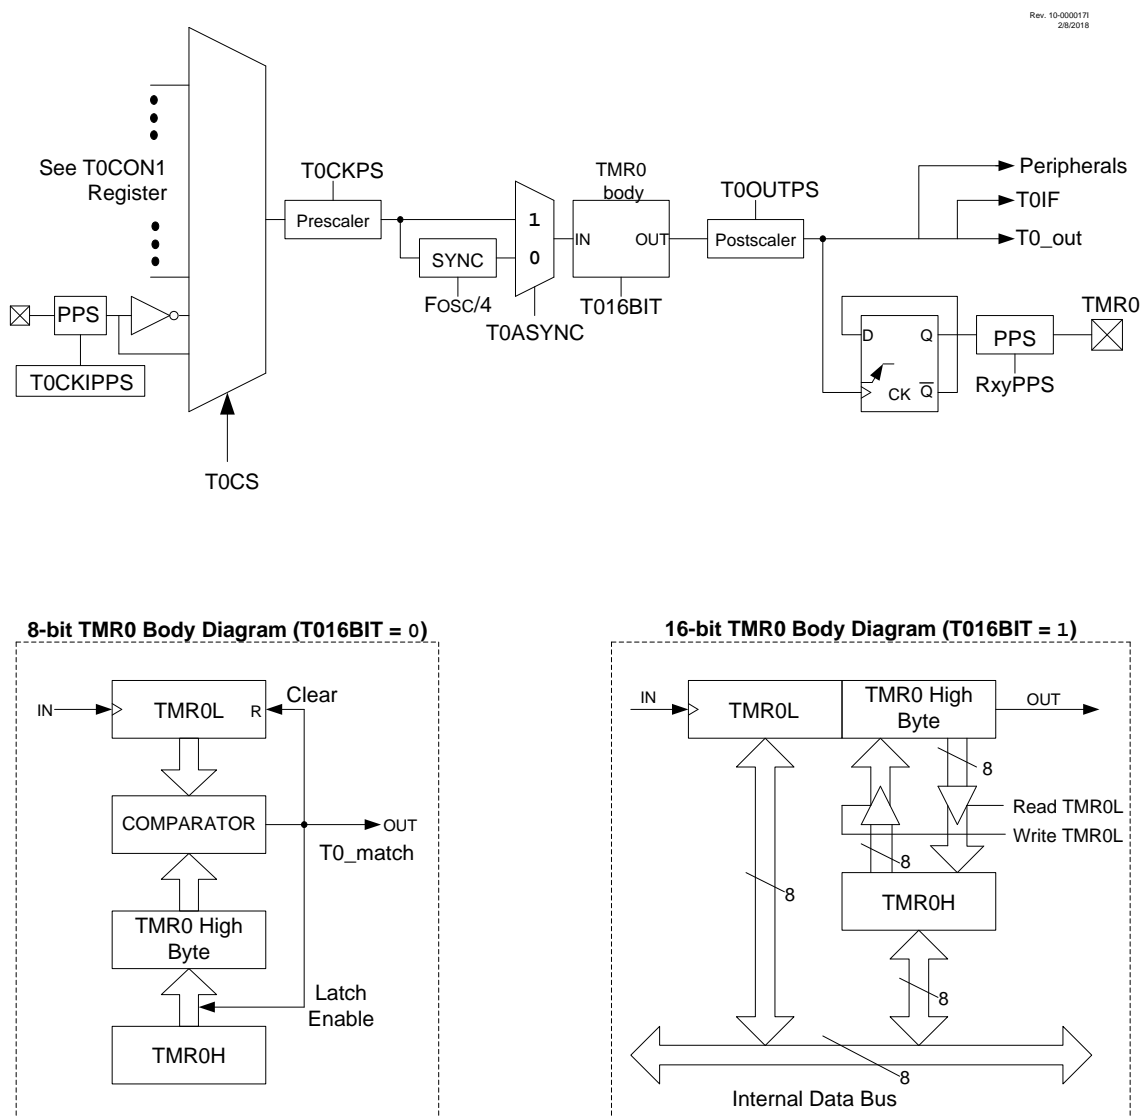 Rev. 10-000017I
2/8/2018
See T0CON1
Register
T0CKPS
Prescaler
SYNC
FOSC/4
1
0
T0ASYNC
TMR0
body
IN
OUT
T016BIT
T0OUTPS
Postscaler
Peripherals
T0IF
T0_out
PPS
T0CKIPPS
T0CS
D
Q
CK
Q
PPS
RxyPPS
TMR0
8-bit TMR0 Body Diagram (T016BIT = 0)
IN
TMR0L
R
Clear
COMPARATOR
OUT
T0_match
TMR0 High
Byte
Latch
Enable
TMR0H
16-bit TMR0 Body Diagram (T016BIT = 1)
IN
TMR0L
TMR0 High
Byte
OUT
8
Read TMR0L
Write TMR0L
8
8
TMR0H
8
8
Internal Data Bus